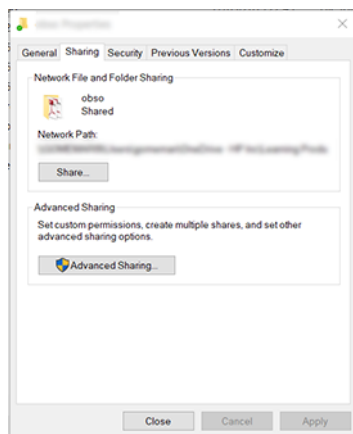 General Sharing Security Previous Versions Customize
Network File and Folder Sharing
obso
Shared
Network Path:
Share...
Advanced Sharing
Set custom permissions, create multiple shares, and set other
advanced sharing options.
Advanced Sharing...
Close Cancel Apply